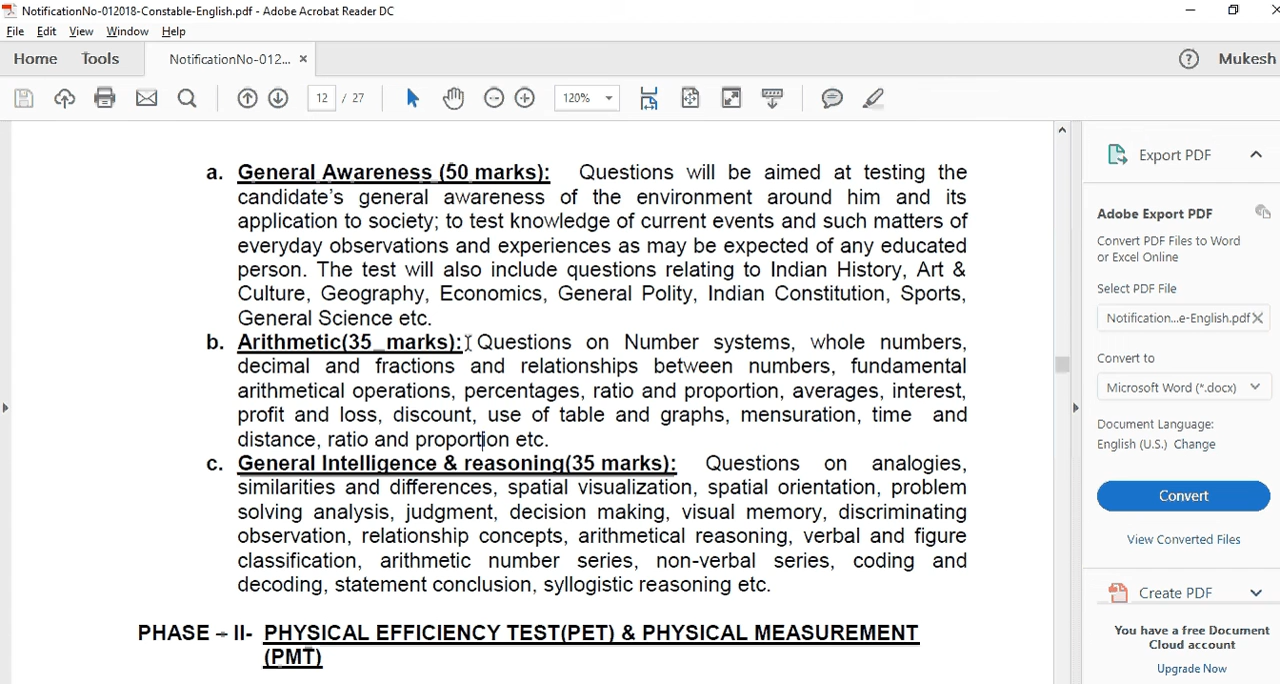 NotificationNo-012018-Constable-English.pdf - Adobe Acrobat Reader DC
File Edit View Window Help
Home Tools NotificationNo-012... × Mukesh
12 / 27 120%
a. General Awareness (50 marks): Questions will be aimed at testing the
candidate's general awareness of the environment around him and its
application to society; to test knowledge of current events and such matters of
everyday observations and experiences as may be expected of any educated
person. The test will also include questions relating to Indian History, Art &
Culture, Geography, Economics, General Polity, Indian Constitution, Sports,
General Science etc.
b. Arithmetic(35_marks): Questions on Number systems, whole numbers,
decimal and fractions and relationships between numbers, fundamental
arithmetical operations, percentages, ratio and proportion, averages, interest,
profit and loss, discount, use of table and graphs, mensuration, time and
distance, ratio and proportion etc.
c. General Intelligence & reasoning(35 marks): Questions on analogies,
similarities and differences, spatial visualization, spatial orientation, problem
solving analysis, judgment, decision making, visual memory, discriminating
observation, relationship concepts, arithmetical reasoning, verbal and figure
classification, arithmetic number series, non-verbal series, coding and
decoding, statement conclusion, syllogistic reasoning etc.
PHASE – II- PHYSICAL EFFICIENCY TEST(PET) & PHYSICAL MEASUREMENT
(PMT)
Export PDF
Adobe Export PDF
Convert PDF Files to Word
or Excel Online
Select PDF File
Notification...e-English.pdf
Convert to
Microsoft Word (*.docx)
Document Language:
English (U.S.) Change
Convert
View Converted Files
Create PDF
You have a free Document
Cloud account
Upgrade Now